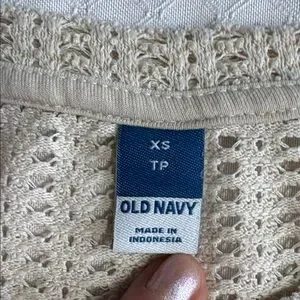 XS
TP
OLD NAVY
MADE IN
INDONESIA